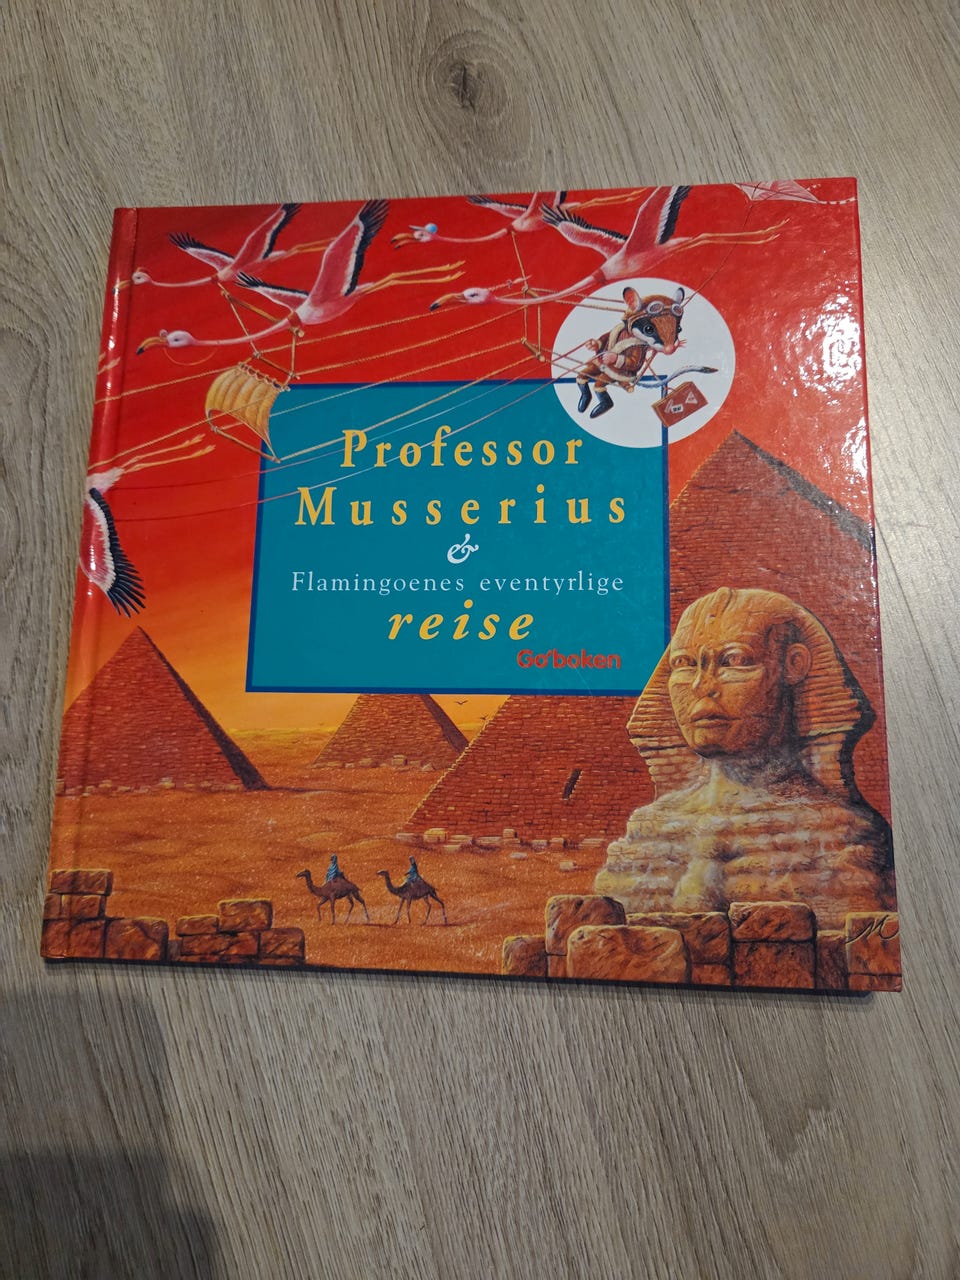 Professor
Musserius
&
Flamingoenes eventyrlige
reise
Go'boken